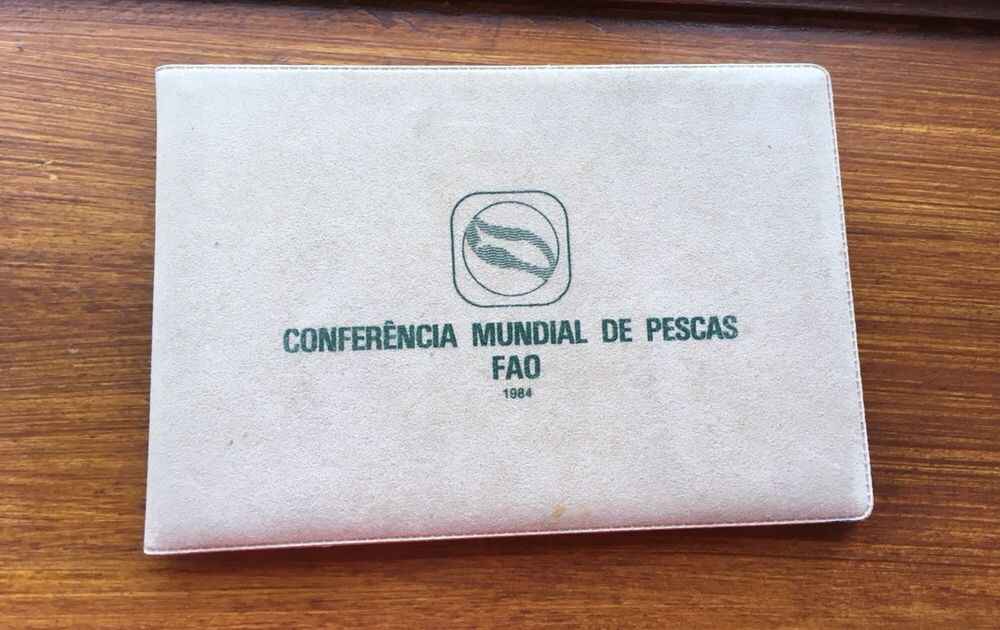 CONFERÊNCIA MUNDIAL DE PESCAS
FAO
1984